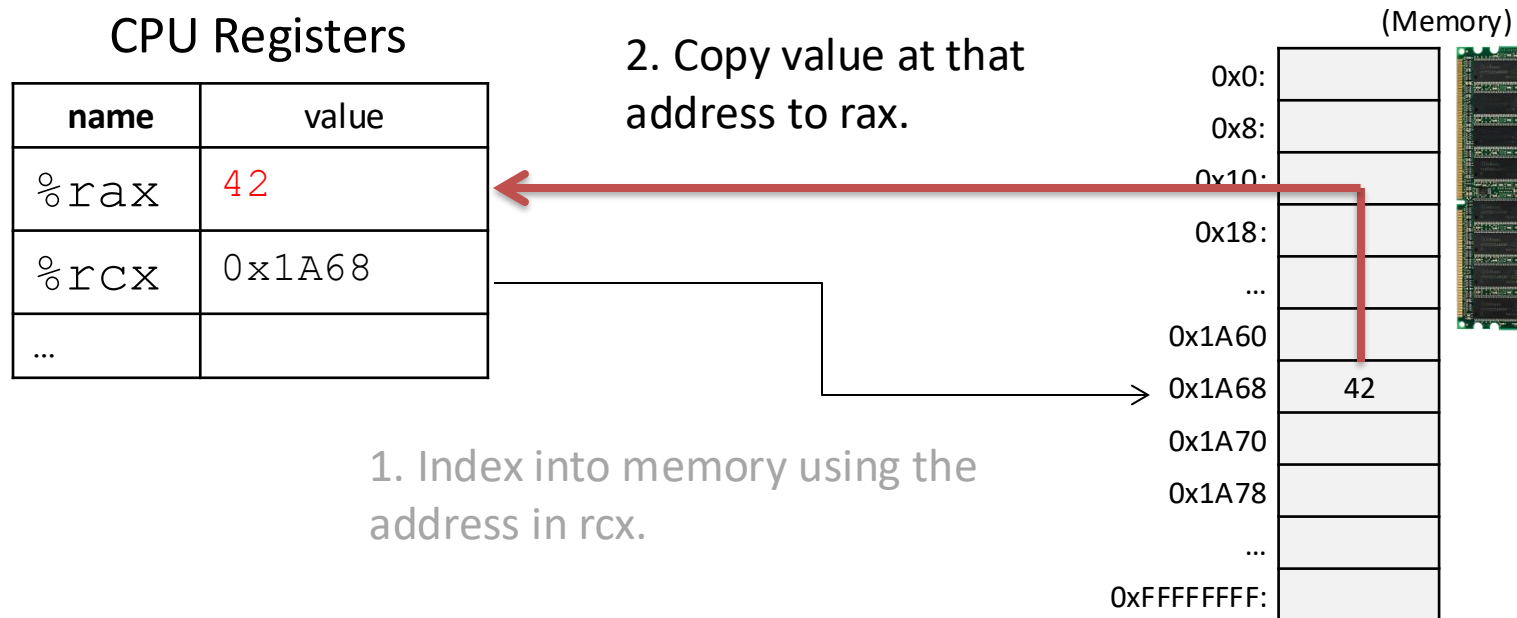 CPU Registers
name value
%rax 42
%rcx 0x1A68
…
2. Copy value at that
address to rax.
1. Index into memory using the
address in rcx.
(Memory)
0x0:
0x8:
0x10:
0x18:
…
0x1A60
0x1A68 42
0x1A70
0x1A78
…
0xFFFFFFFF: